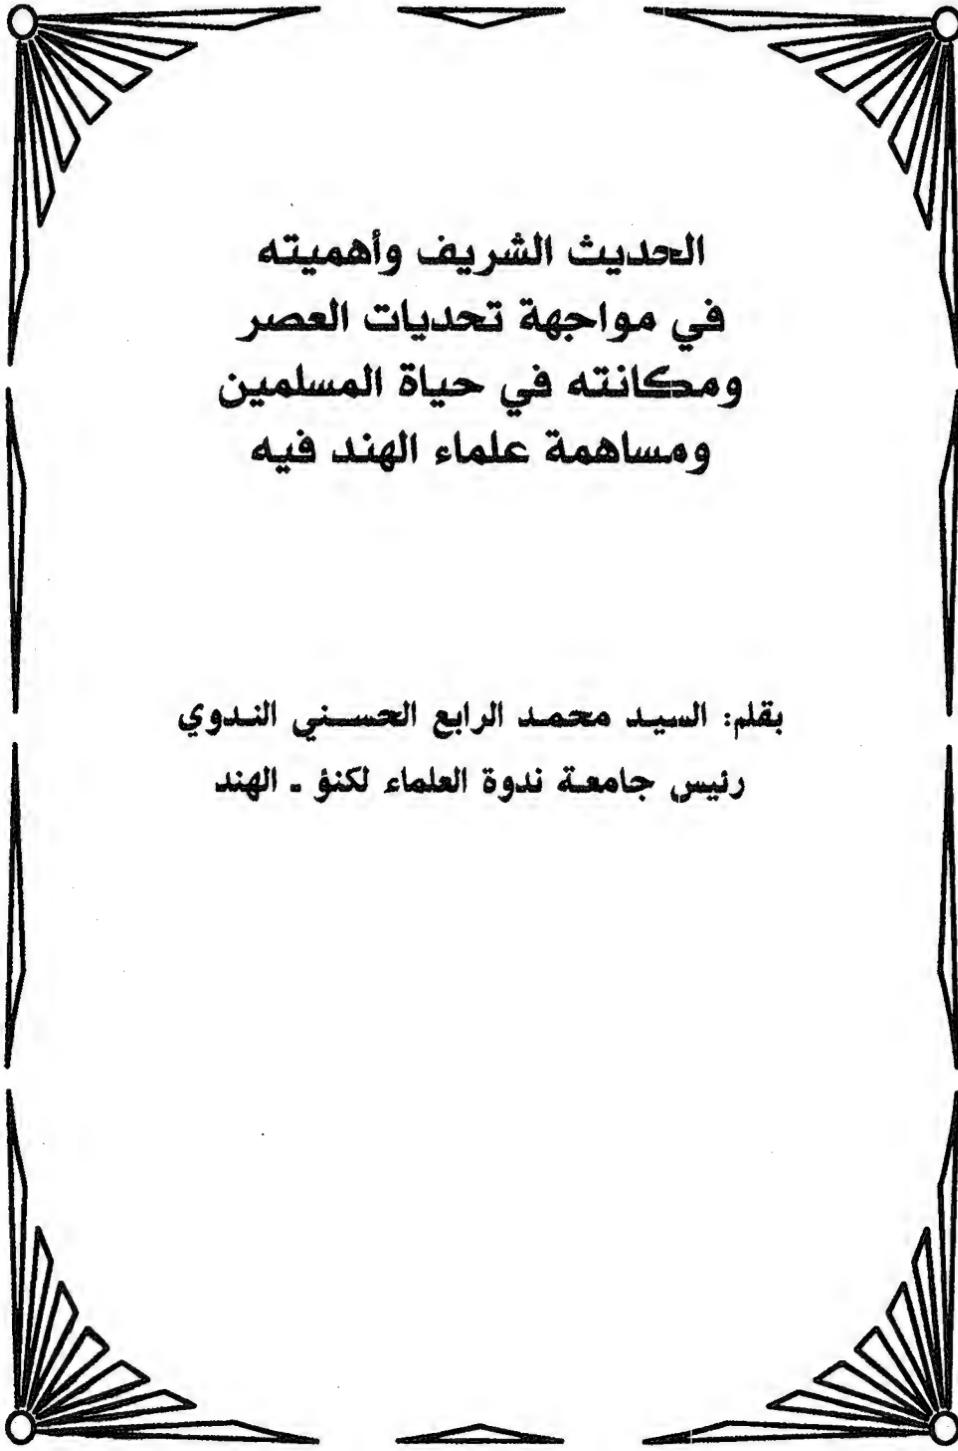 الحديث الشريف وأهميته
في مواجهة تحديات العصر
ومكانته في حياة المسلمين
ومساهمة علماء الهند فيه
بقلم: السيد محمد الرابع الحسني الندوي
رئيس جامعة ندوة العلماء لكنؤ - الهند